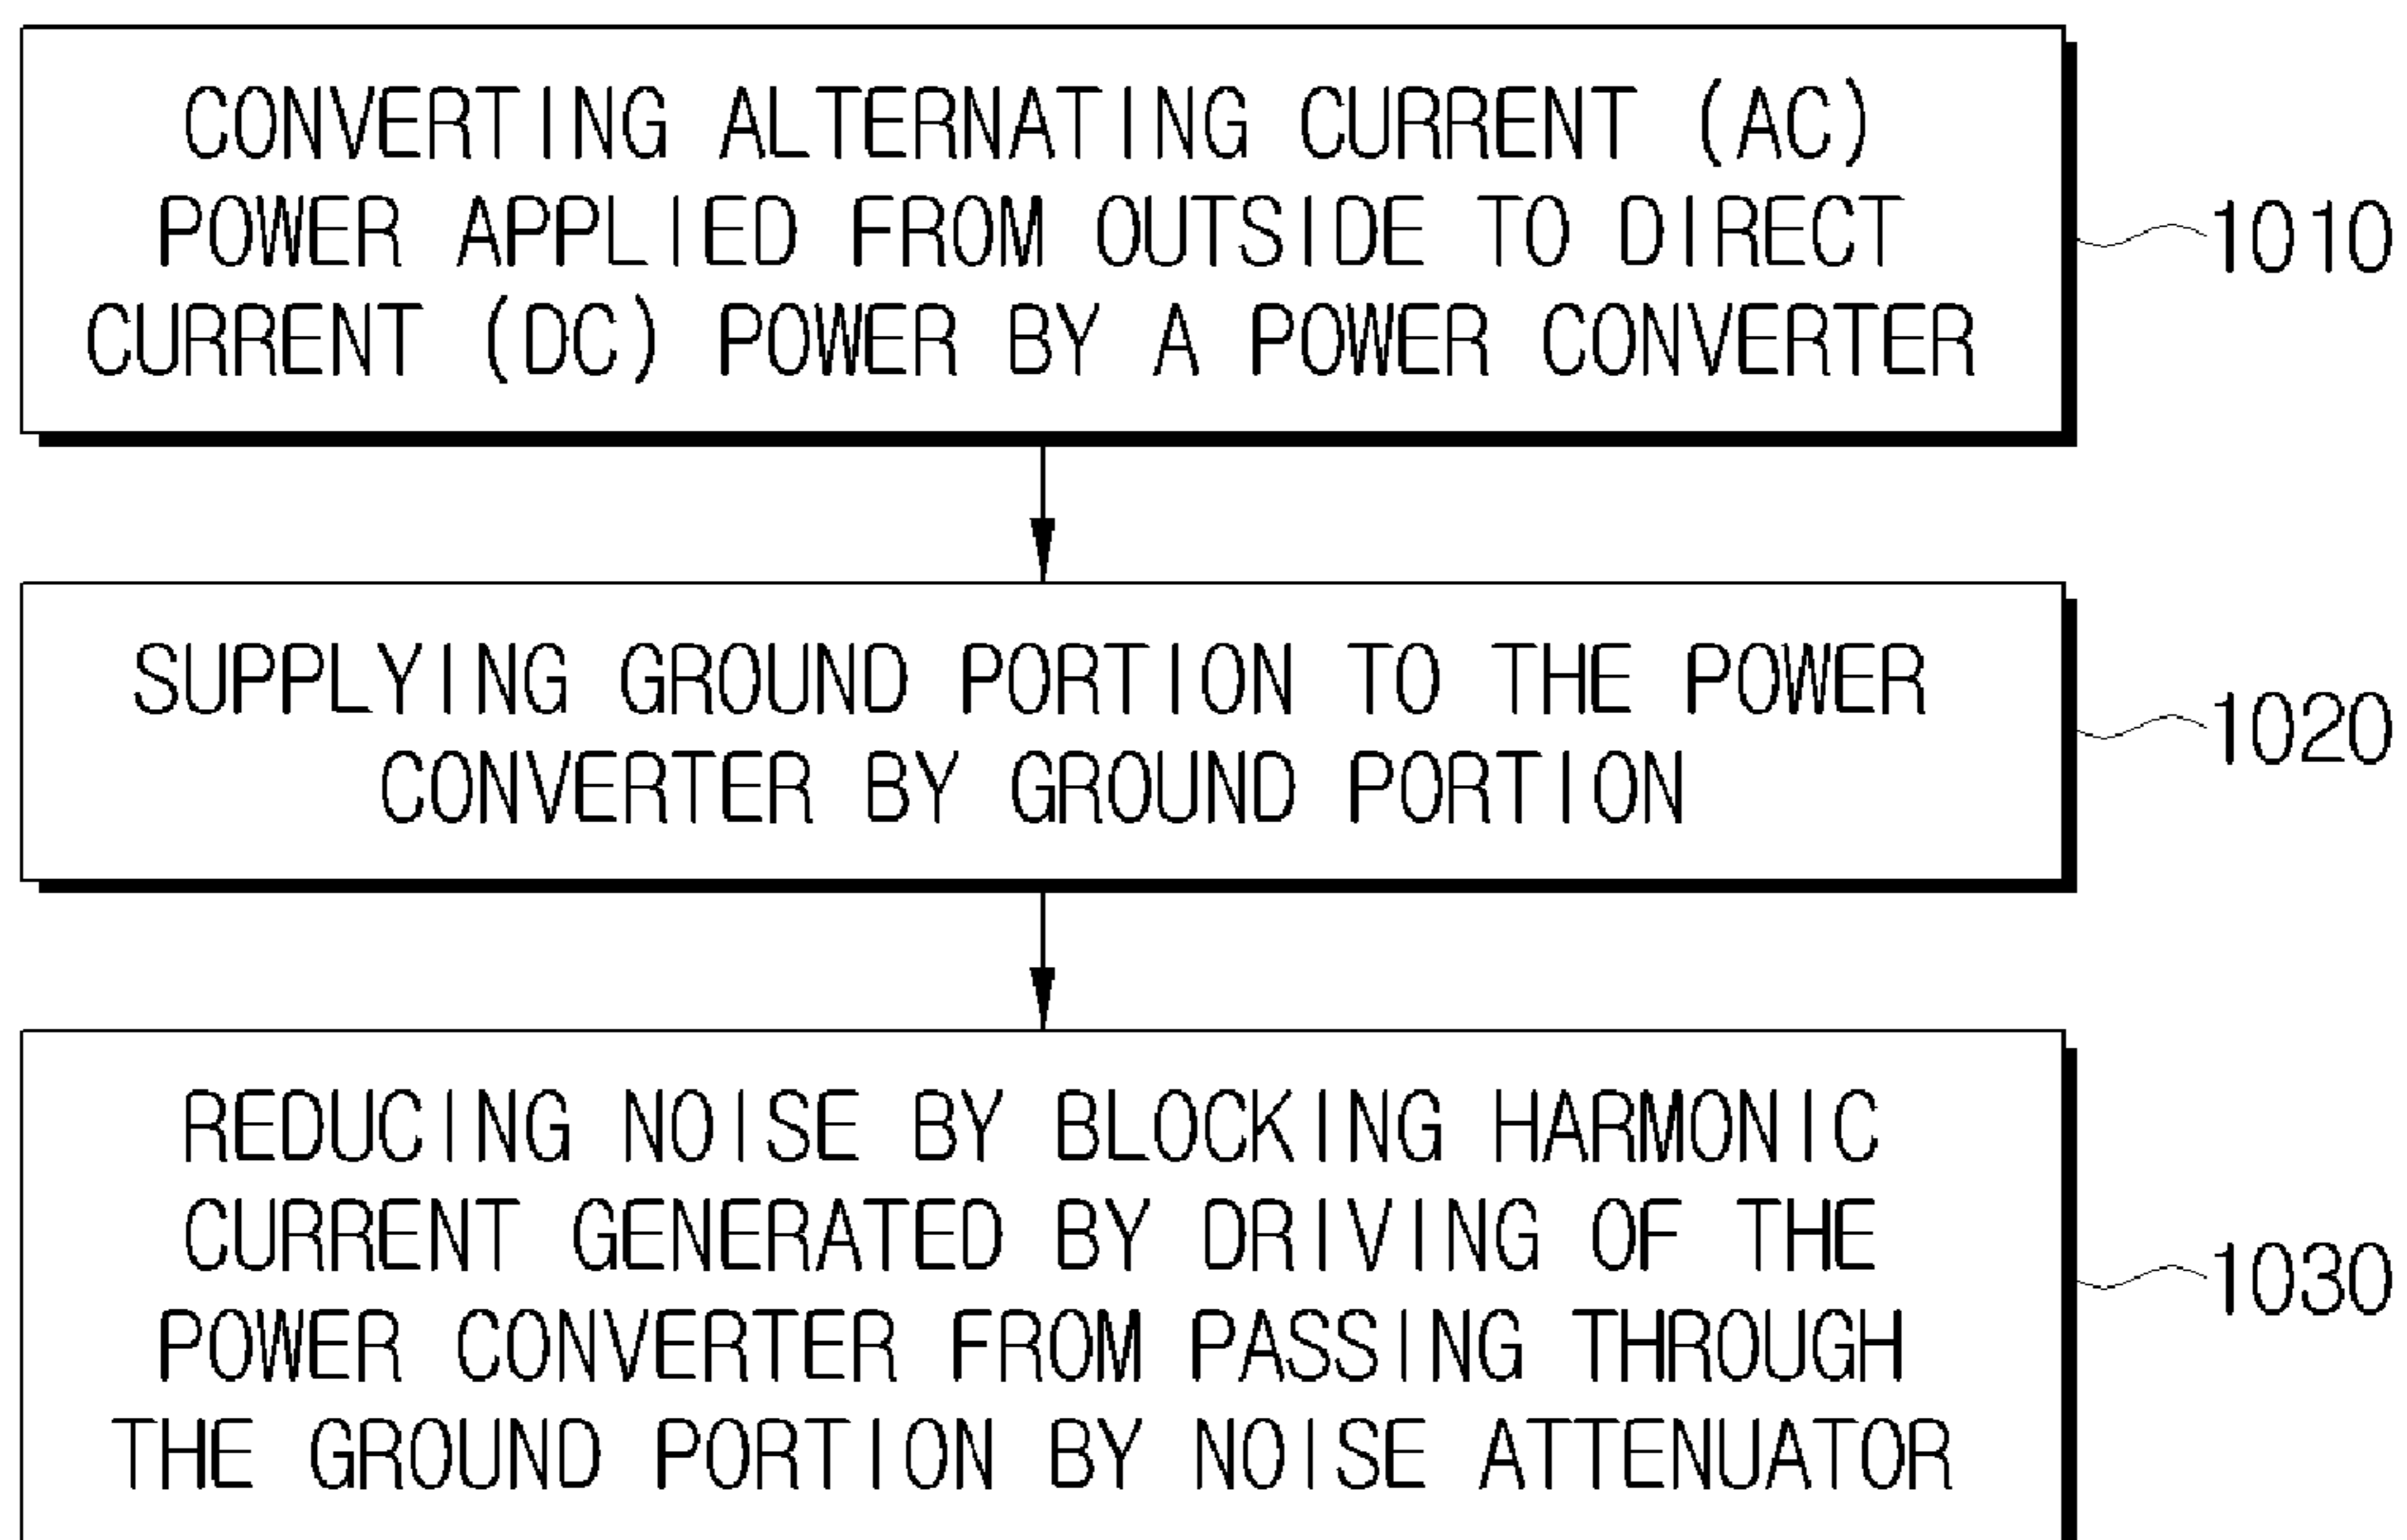 CONVERTING ALTERNATING CURRENT (AC)
POWER APPLIED FROM OUTSIDE TO DIRECT
CURRENT (DC) POWER BY A POWER CONVERTER
1010
SUPPLYING GROUND PORTION TO THE POWER
CONVERTER BY GROUND PORTION
1020
REDUCING NOISE BY BLOCKING HARMONIC
CURRENT GENERATED BY DRIVING OF THE
POWER CONVERTER FROM PASSING THROUGH
THE GROUND PORTION BY NOISE ATTENUATOR
1030